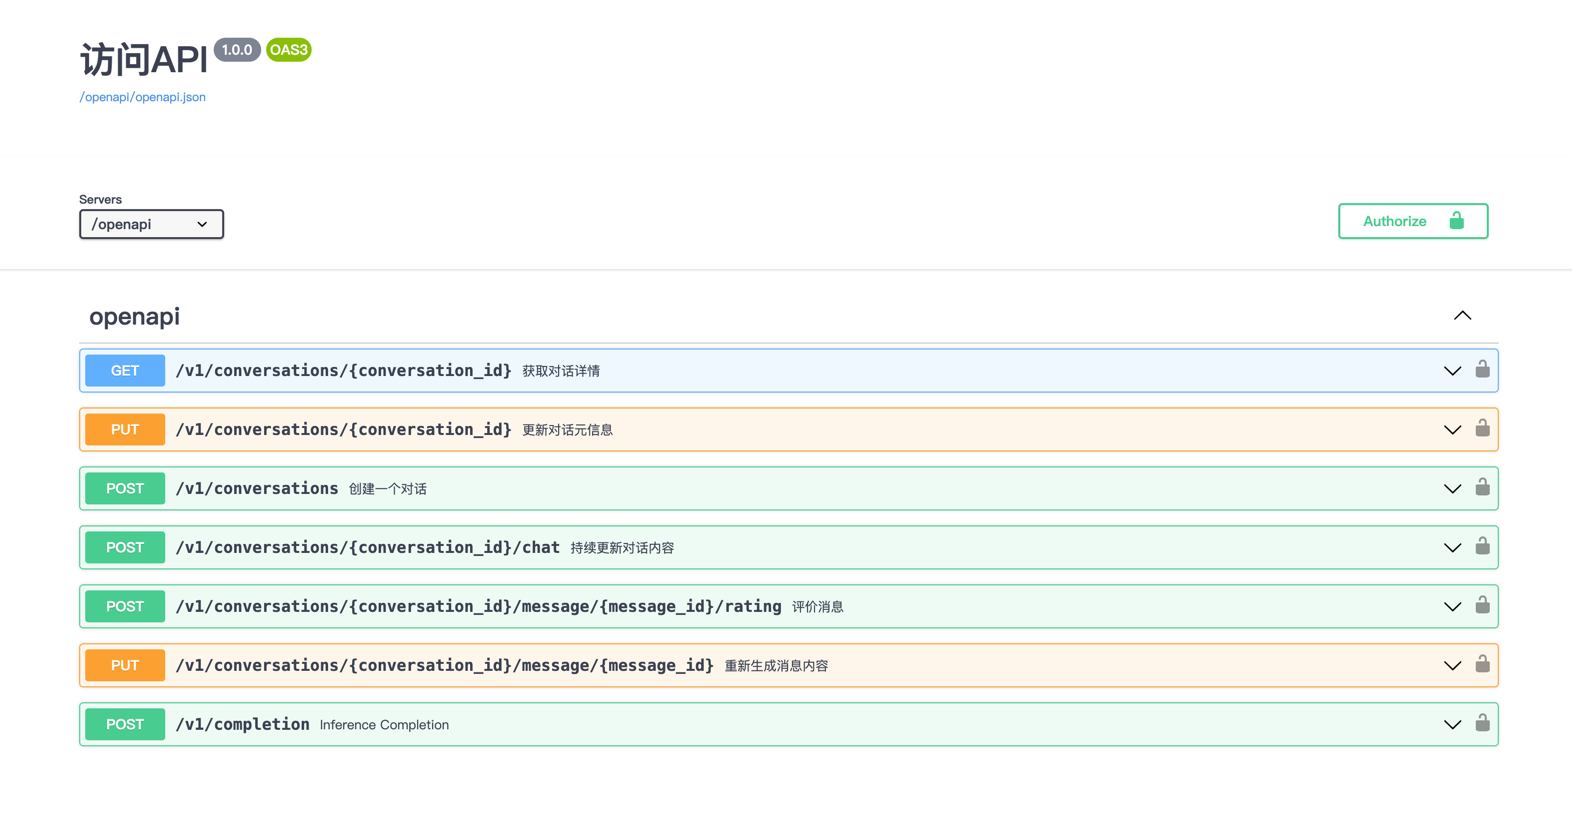 访问API 1.0.0 OAS3
/openapi/openapi.json
Servers
/openapi
Authorize
openapi
GET /v1/conversations/{conversation_id} 获取对话详情
PUT /v1/conversations/{conversation_id} 更新对话元信息
POST /v1/conversations 创建一个对话
POST /v1/conversations/{conversation_id}/chat 持续更新对话内容
POST /v1/conversations/{conversation_id}/message/{message_id}/rating 评价消息
PUT /v1/conversations/{conversation_id}/message/{message_id} 重新生成消息内容
POST /v1/completion Inference Completion